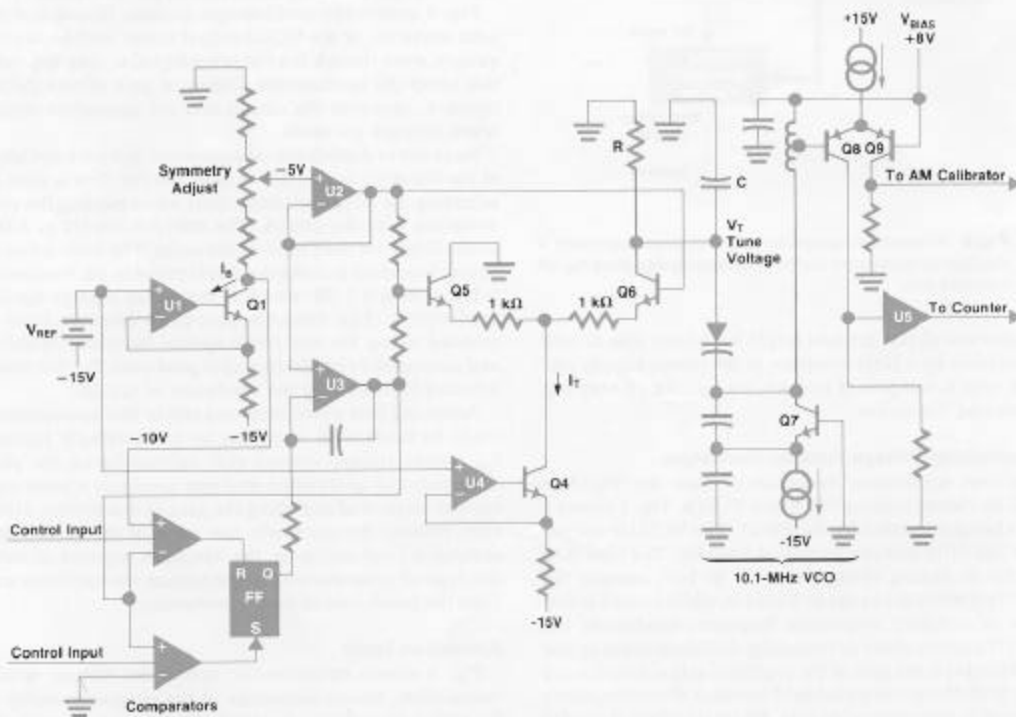 +15V
V_BIAS
+8V
R
Q8 Q9
Symmetry
Adjust
-5V
+
U2
-
C
To AM Calibrator
V_T
Tune
Voltage
I_B
Q5
Q6
+
U1
-
Q1
1 kΩ
1 kΩ
To Counter
U5
V_REF
-15V
+
U3
-
I_T
-10V
-15V
Q7
+
U4
-
Q4
Control Input
+
-
-15V
R Q
FF
S
-15V
10.1-MHz VCO
Control Input
+
-
Comparators